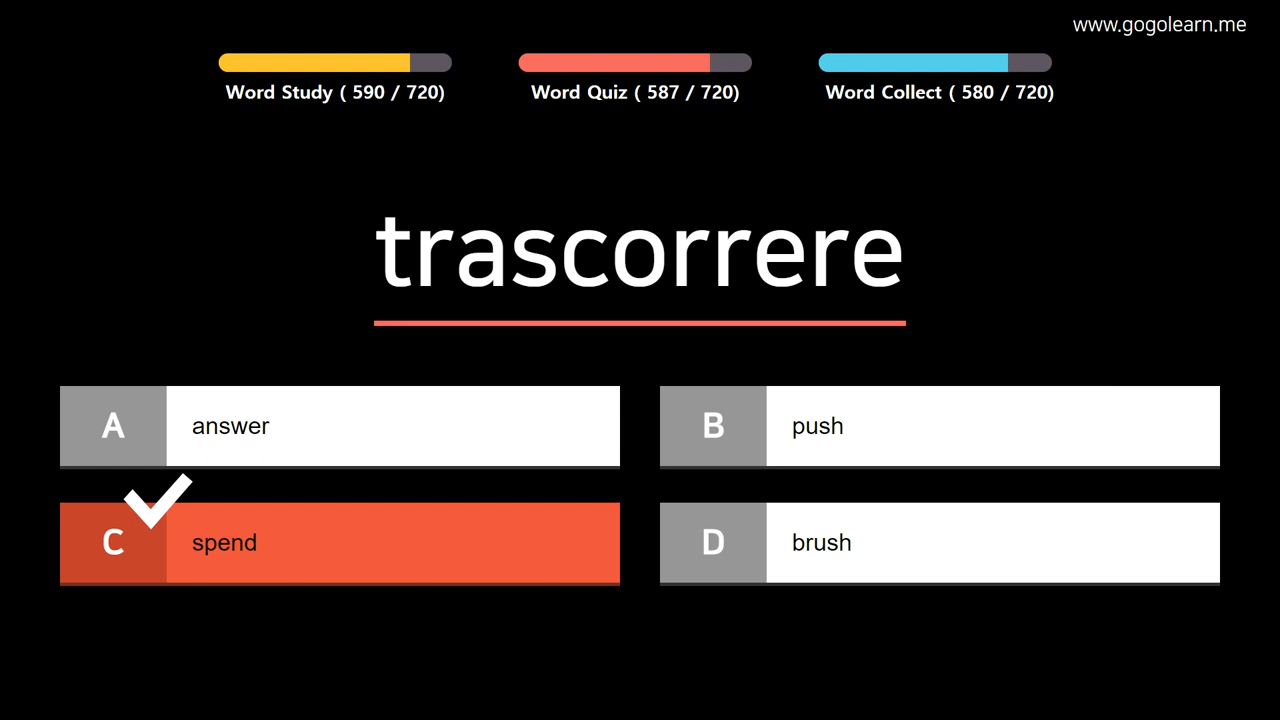 www.gogolearn.me
Word Study ( 590 / 720)
Word Quiz ( 587 / 720)
Word Collect ( 580 / 720)
trascorrere
A answer
B push
C spend
D brush